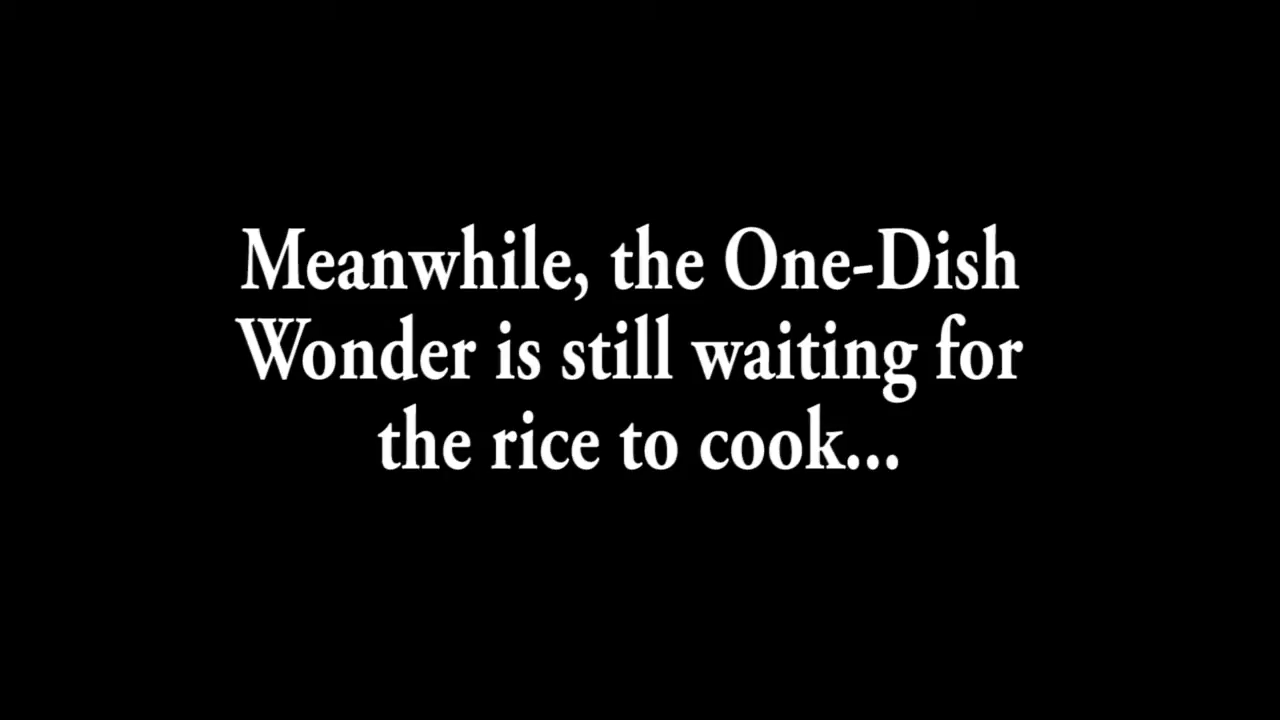 Meanwhile, the One-Dish
Wonder is still waiting for
the rice to cook...